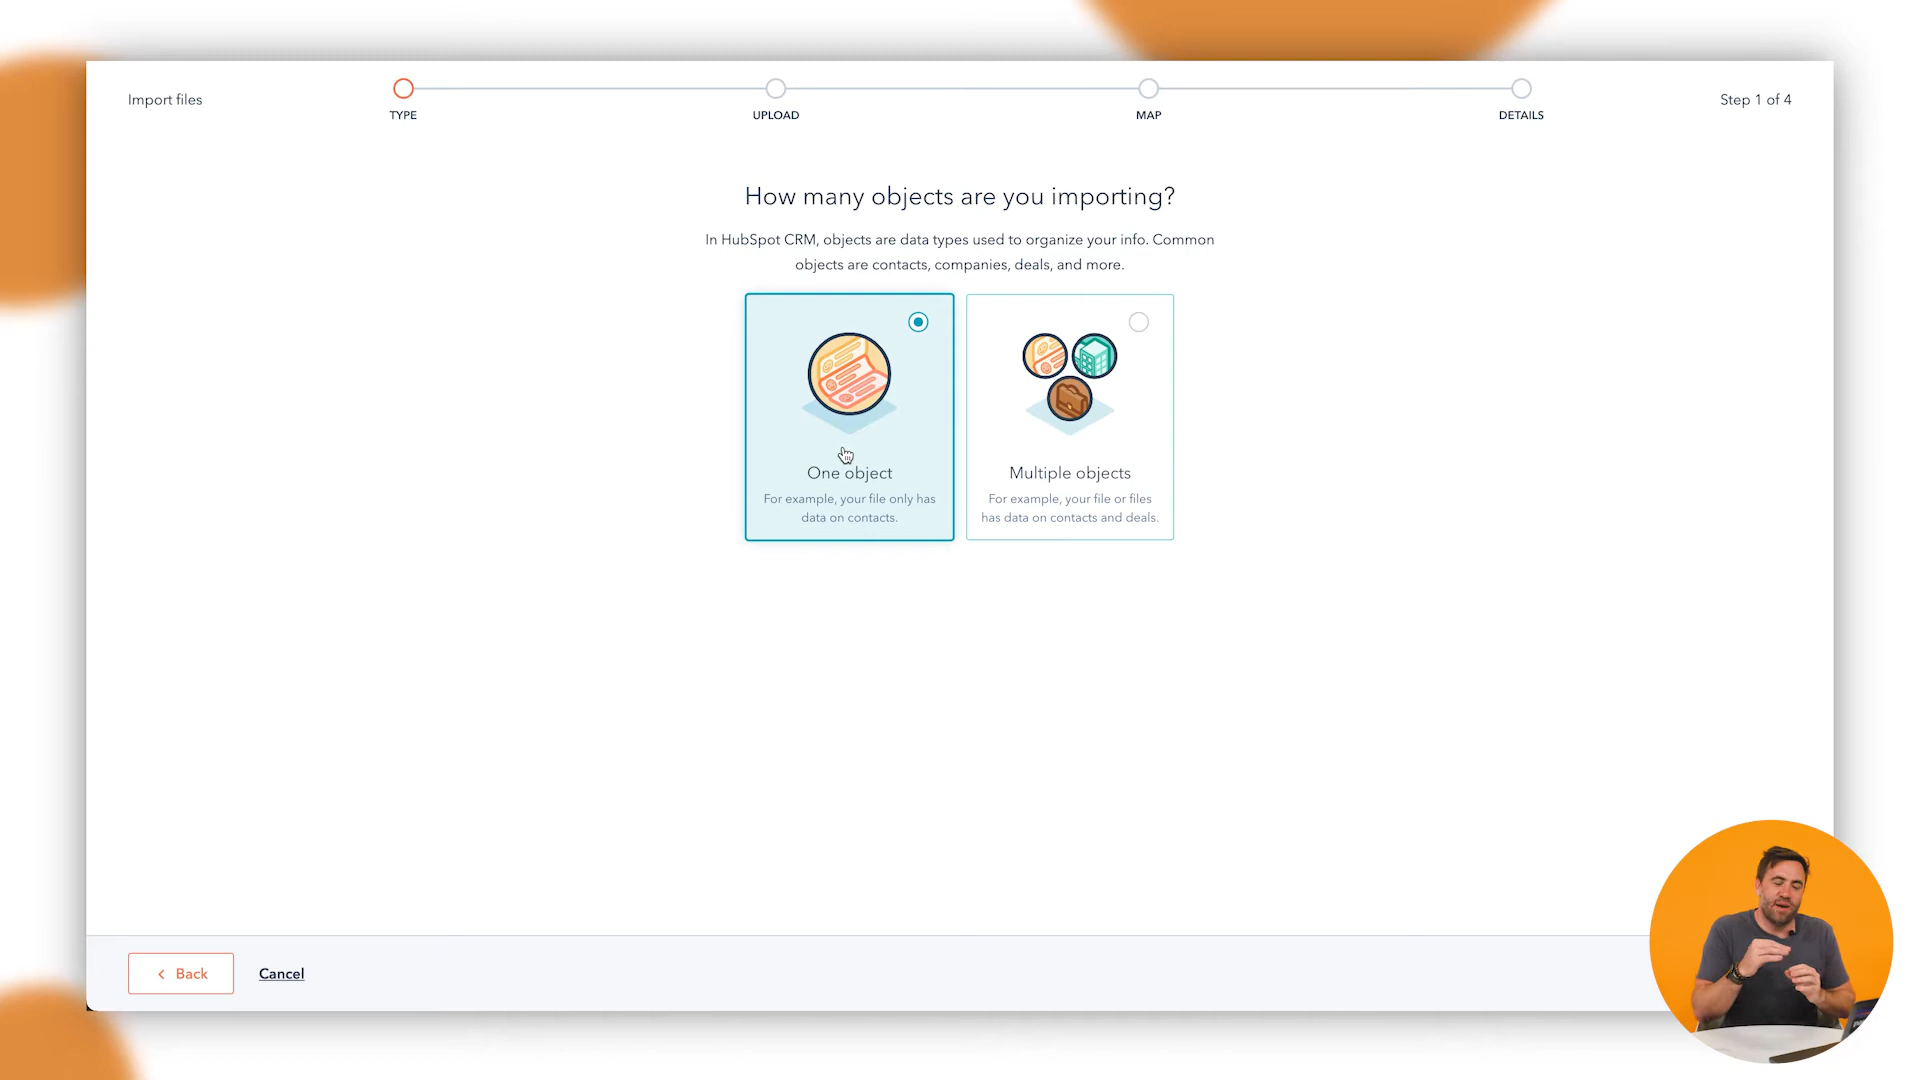 Import files
TYPE
UPLOAD
MAP
DETAILS
Step 1 of 4
How many objects are you importing?
In HubSpot CRM, objects are data types used to organize your info. Common
objects are contacts, companies, deals, and more.
One object
For example, your file only has
data on contacts.
Multiple objects
For example, your file or files
has data on contacts and deals.
Back
Cancel